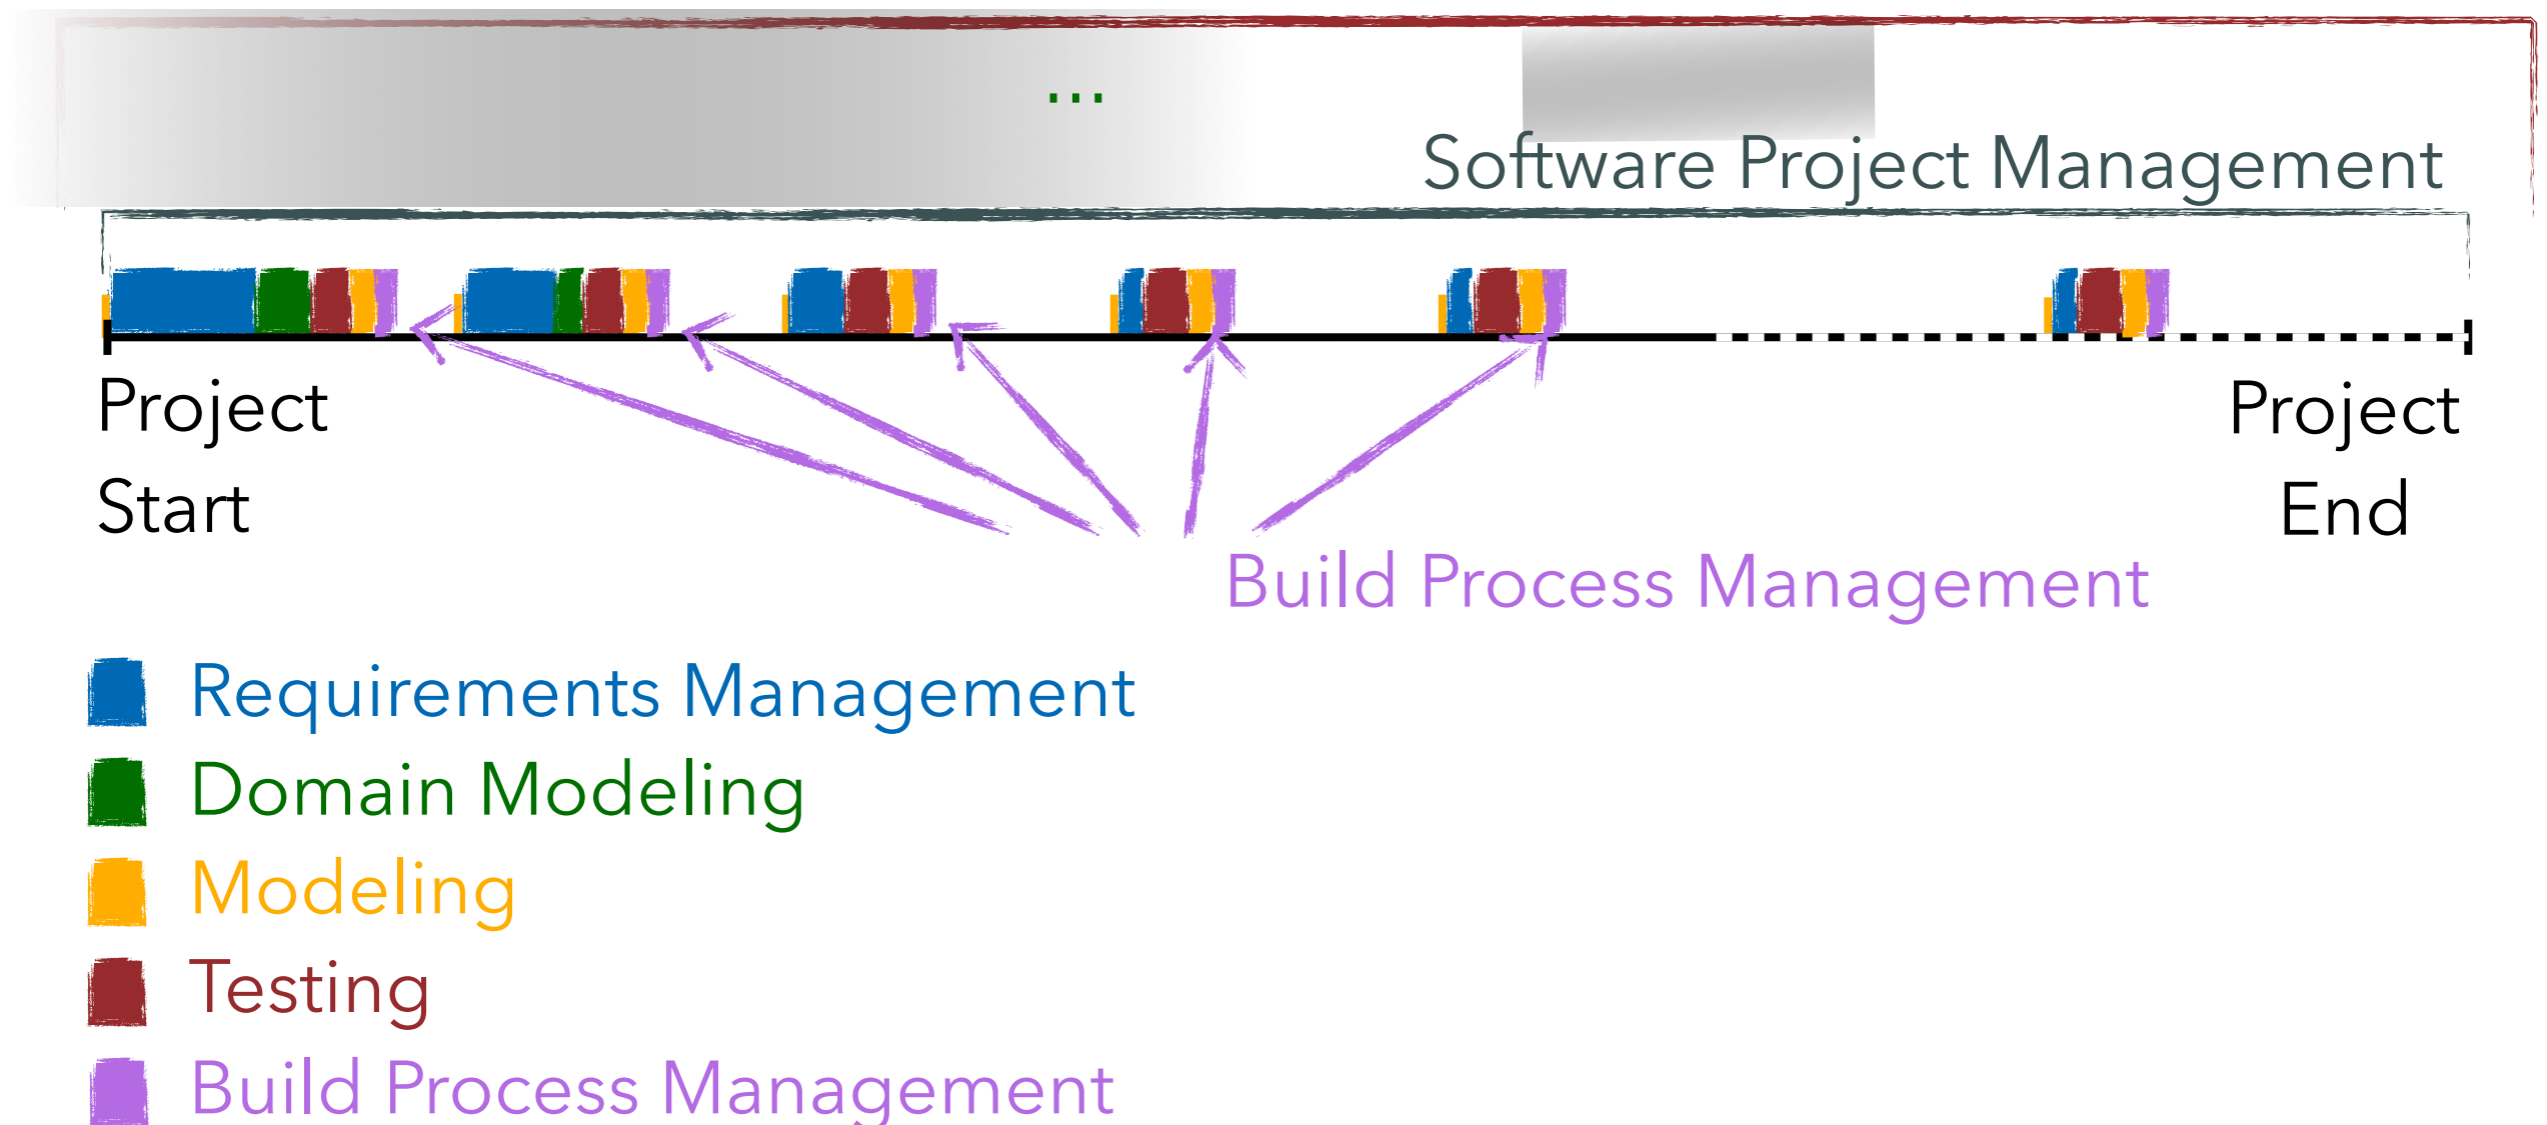 ...
Software Project Management
Project
Start
Project
End
Build Process Management
Requirements Management
Domain Modeling
Modeling
Testing
Build Process Management